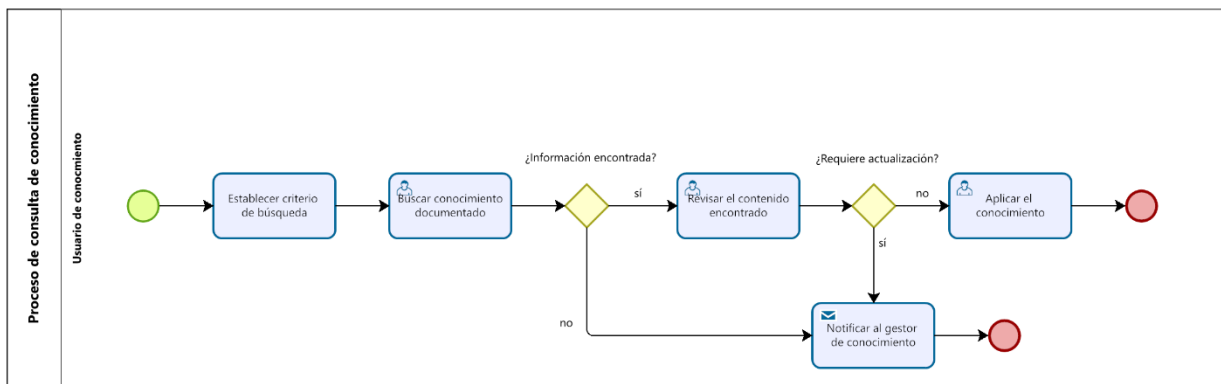 Proceso de consulta de conocimiento
Usuario de conocmiento
Establecer criterio
de búsqueda
Buscar conocimiento
documentado
¿Información encontrada?
sí
no
Revisar el contenido
encontrado
¿Requiere actualización?
no
sí
Aplicar el
conocimiento
Notificar al gestor
de conocimiento